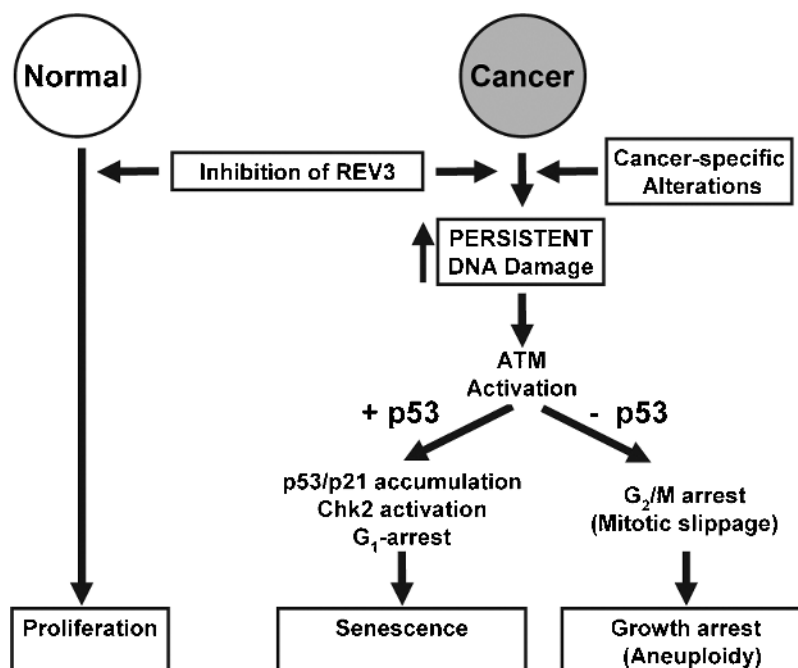 Normal
Cancer
Inhibition of REV3
Cancer-specific
Alterations
PERSISTENT
DNA Damage
ATM
Activation
+ p53
- p53
p53/p21 accumulation
Chk2 activation
G₁-arrest
G₂/M arrest
(Mitotic slippage)
Proliferation
Senescence
Growth arrest
(Aneuploidy)